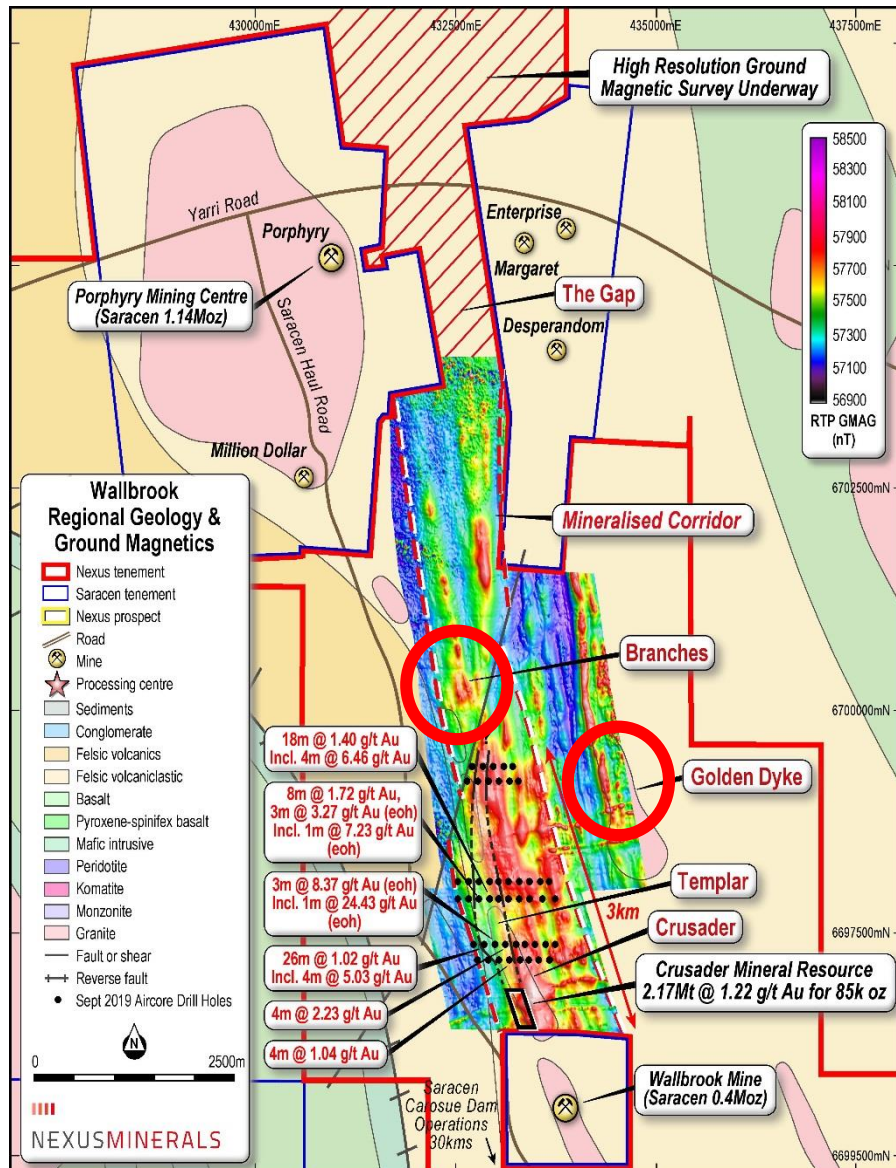 430000mE
432500mE
435000mE
437500mE
High Resolution Ground
Magnetic Survey Underway
58500
58300
58100
57900
57700
57500
57300
57100
56900
RTP GMAG
(nT)
Yarri Road
Porphyry
Enterprise
Margaret
Porphyry Mining Centre
(Saracen 1.14Moz)
The Gap
Desperandom
Saracen Haul Road
Million Dollar
6702500mN
Mineralised Corridor
Wallbrook
Regional Geology &
Ground Magnetics
Nexus tenement
Saracen tenement
Nexus prospect
Road
Mine
Processing centre
Sediments
Conglomerate
Felsic volcanics
Felsic volcaniclastic
Basalt
Pyroxene-spinifex basalt
Mafic intrusive
Peridotite
Komatite
Monzonite
Granite
Fault or shear
Reverse fault
Sept 2019 Aircore Drill Holes
N
0
2500m
NEXUSMINERALS
Branches
6700000mN
18m @ 1.40 g/t Au
Incl. 4m @ 6.46 g/t Au
Golden Dyke
8m @ 1.72 g/t Au,
3m @ 3.27 g/t Au (eoh)
Incl. 1m @ 7.23 g/t Au
(eoh)
3m @ 8.37 g/t Au (eoh)
Incl. 1m @ 24.43 g/t Au
(eoh)
Templar
3km
Crusader
6697500mN
26m @ 1.02 g/t Au
Incl. 4m @ 5.03 g/t Au
Crusader Mineral Resource
2.17Mt @ 1.22 g/t Au for 85k oz
4m @ 2.23 g/t Au
4m @ 1.04 g/t Au
Saracen
Carosue Dam
Operations
30kms
Wallbrook Mine
(Saracen 0.4Moz)
6699500mN